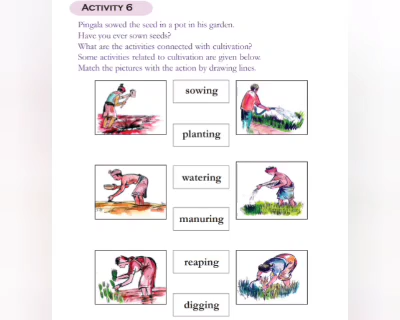 ACTIVITY 6
Pingala sowed the seed in a pot in his garden.
Have you ever sown seeds?
What are the activities connected with cultivation?
Some activities related to cultivation are given below.
Match the pictures with the action by drawing lines.
sowing
planting
watering
manuring
reaping
digging